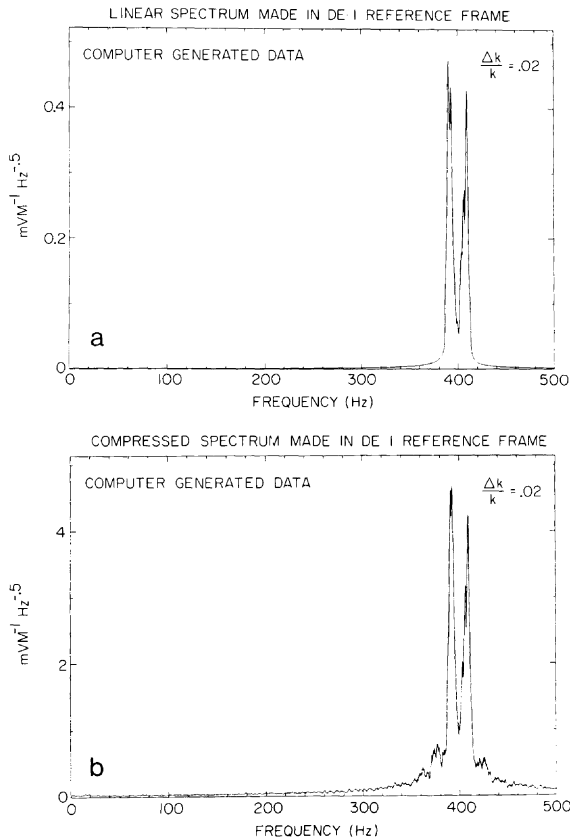 LINEAR SPECTRUM MADE IN DE 1 REFERENCE FRAME
COMPUTER GENERATED DATA
Δk/k = .02
0.4
0.2
0
mVM⁻¹ Hz⁻·⁵
a
0 100 200 300 400 500
FREQUENCY (Hz)
COMPRESSED SPECTRUM MADE IN DE 1 REFERENCE FRAME
COMPUTER GENERATED DATA
Δk/k = .02
4
2
0
mVM⁻¹ Hz⁻·⁵
b
0 100 200 300 400 500
FREQUENCY (Hz)